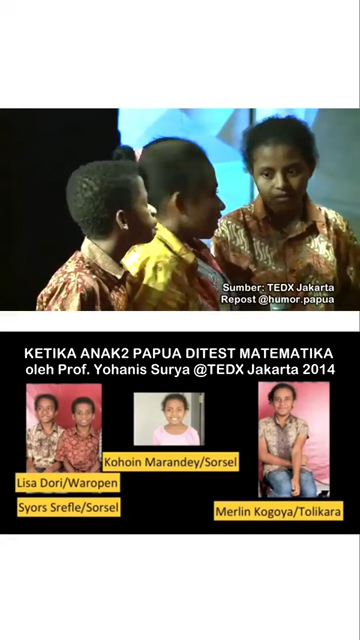 Sumber: TEDX Jakarta
Repost @humor.papua
KETIKA ANAK2 PAPUA DITEST MATEMATIKA
oleh Prof. Yohanis Surya @TEDX Jakarta 2014
Kohoin Marandey/Sorsel
Lisa Dori/Waropen
Syors Srefle/Sorsel
Merlin Kogoya/Tolikara